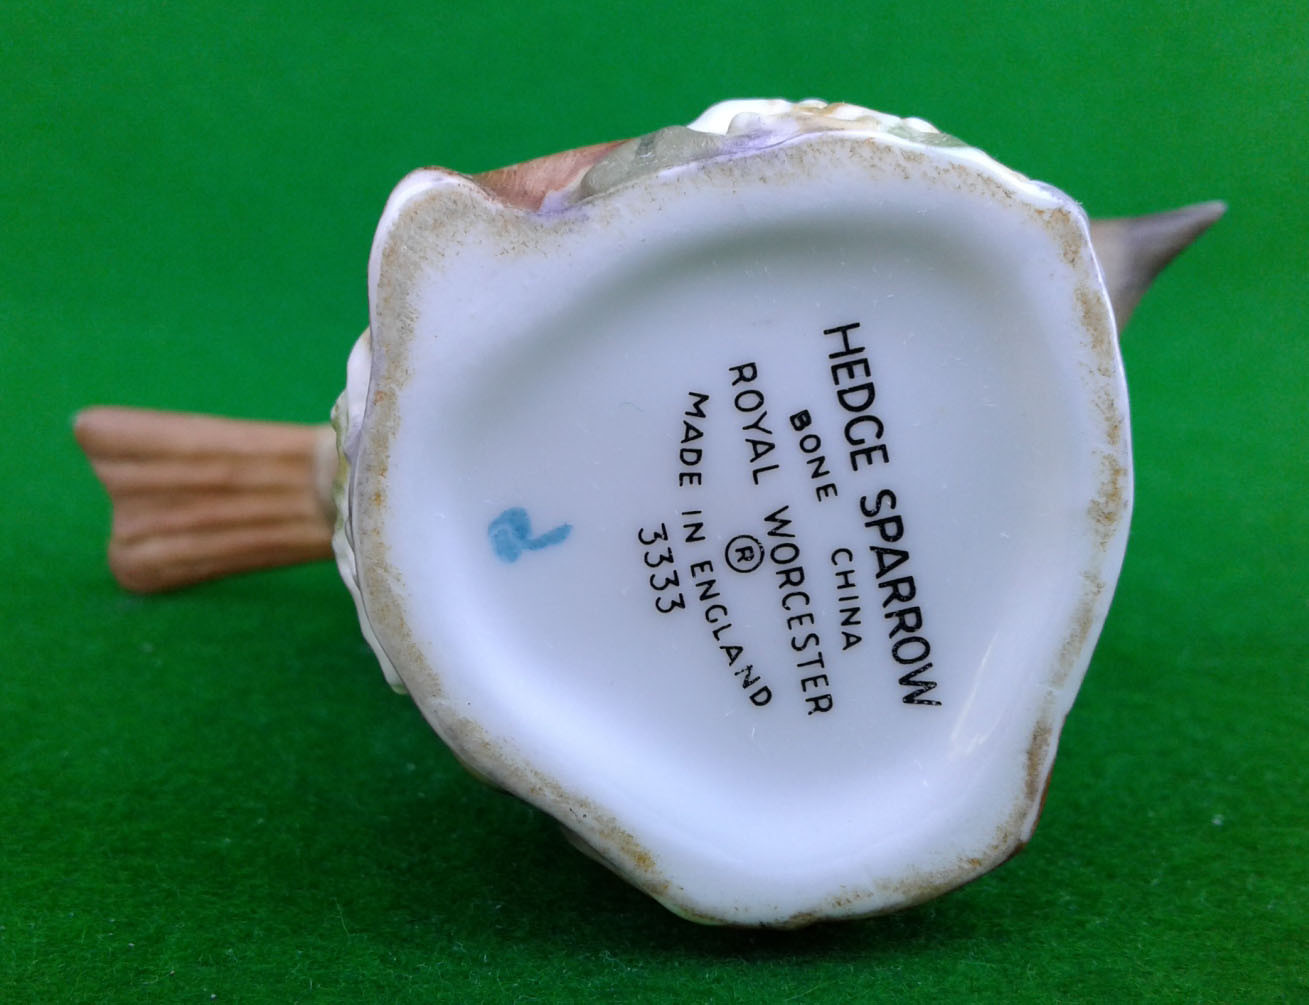 HEDGE SPARROW
BONE CHINA
ROYAL WORCESTER
®
MADE IN ENGLAND
3333